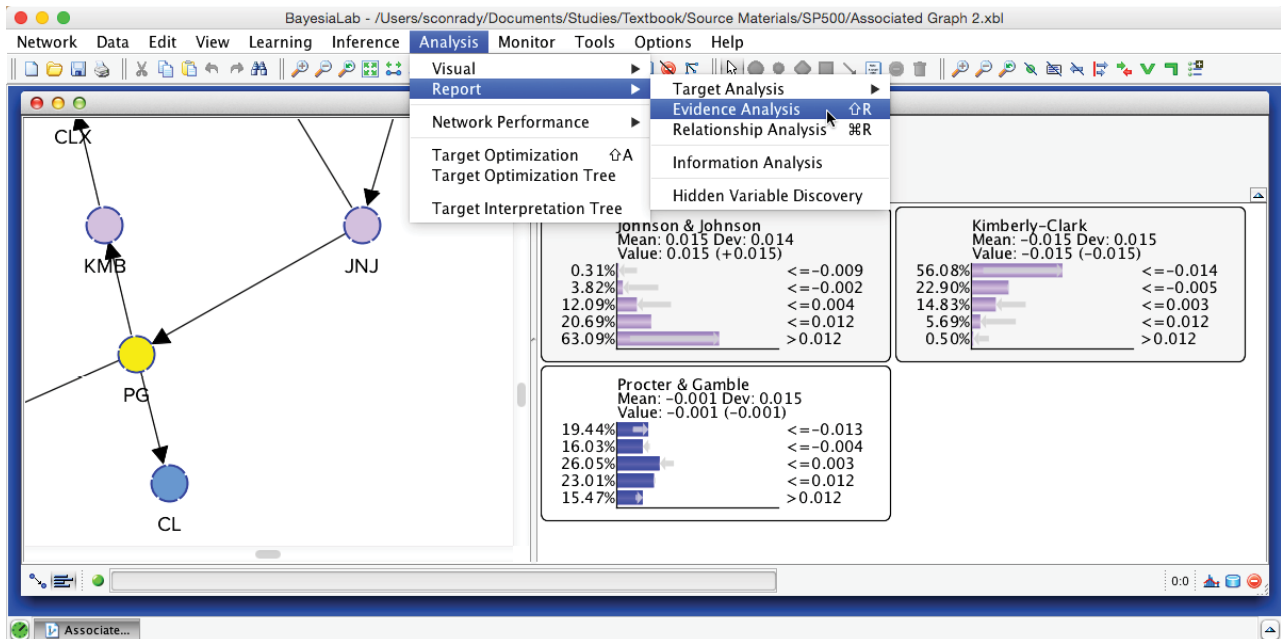 BayesiaLab - /Users/sconrady/Documents/Studies/Textbook/Source Materials/SP500/Associated Graph 2.xbl
Network Data Edit View Learning Inference Analysis Monitor Tools Options Help
Visual
Report
Network Performance
Target Optimization ⇧A
Target Optimization Tree
Target Interpretation Tree
Target Analysis
Evidence Analysis ⇧R
Relationship Analysis ⌘R
Information Analysis
Hidden Variable Discovery
CLX
KMB
JNJ
PG
CL
Johnson & Johnson
Mean: 0.015 Dev: 0.014
Value: 0.015 (+0.015)
0.31% <=-0.009
3.82% <=-0.002
12.09% <=0.004
20.69% <=0.012
63.09% >0.012
Kimberly-Clark
Mean: -0.015 Dev: 0.015
Value: -0.015 (-0.015)
56.08% <=-0.014
22.90% <=-0.005
14.83% <=0.003
5.69% <=0.012
0.50% >0.012
Procter & Gamble
Mean: -0.001 Dev: 0.015
Value: -0.001 (-0.001)
19.44% <=-0.013
16.03% <=-0.004
26.05% <=0.003
23.01% <=0.012
15.47% >0.012
0:0
Associate...